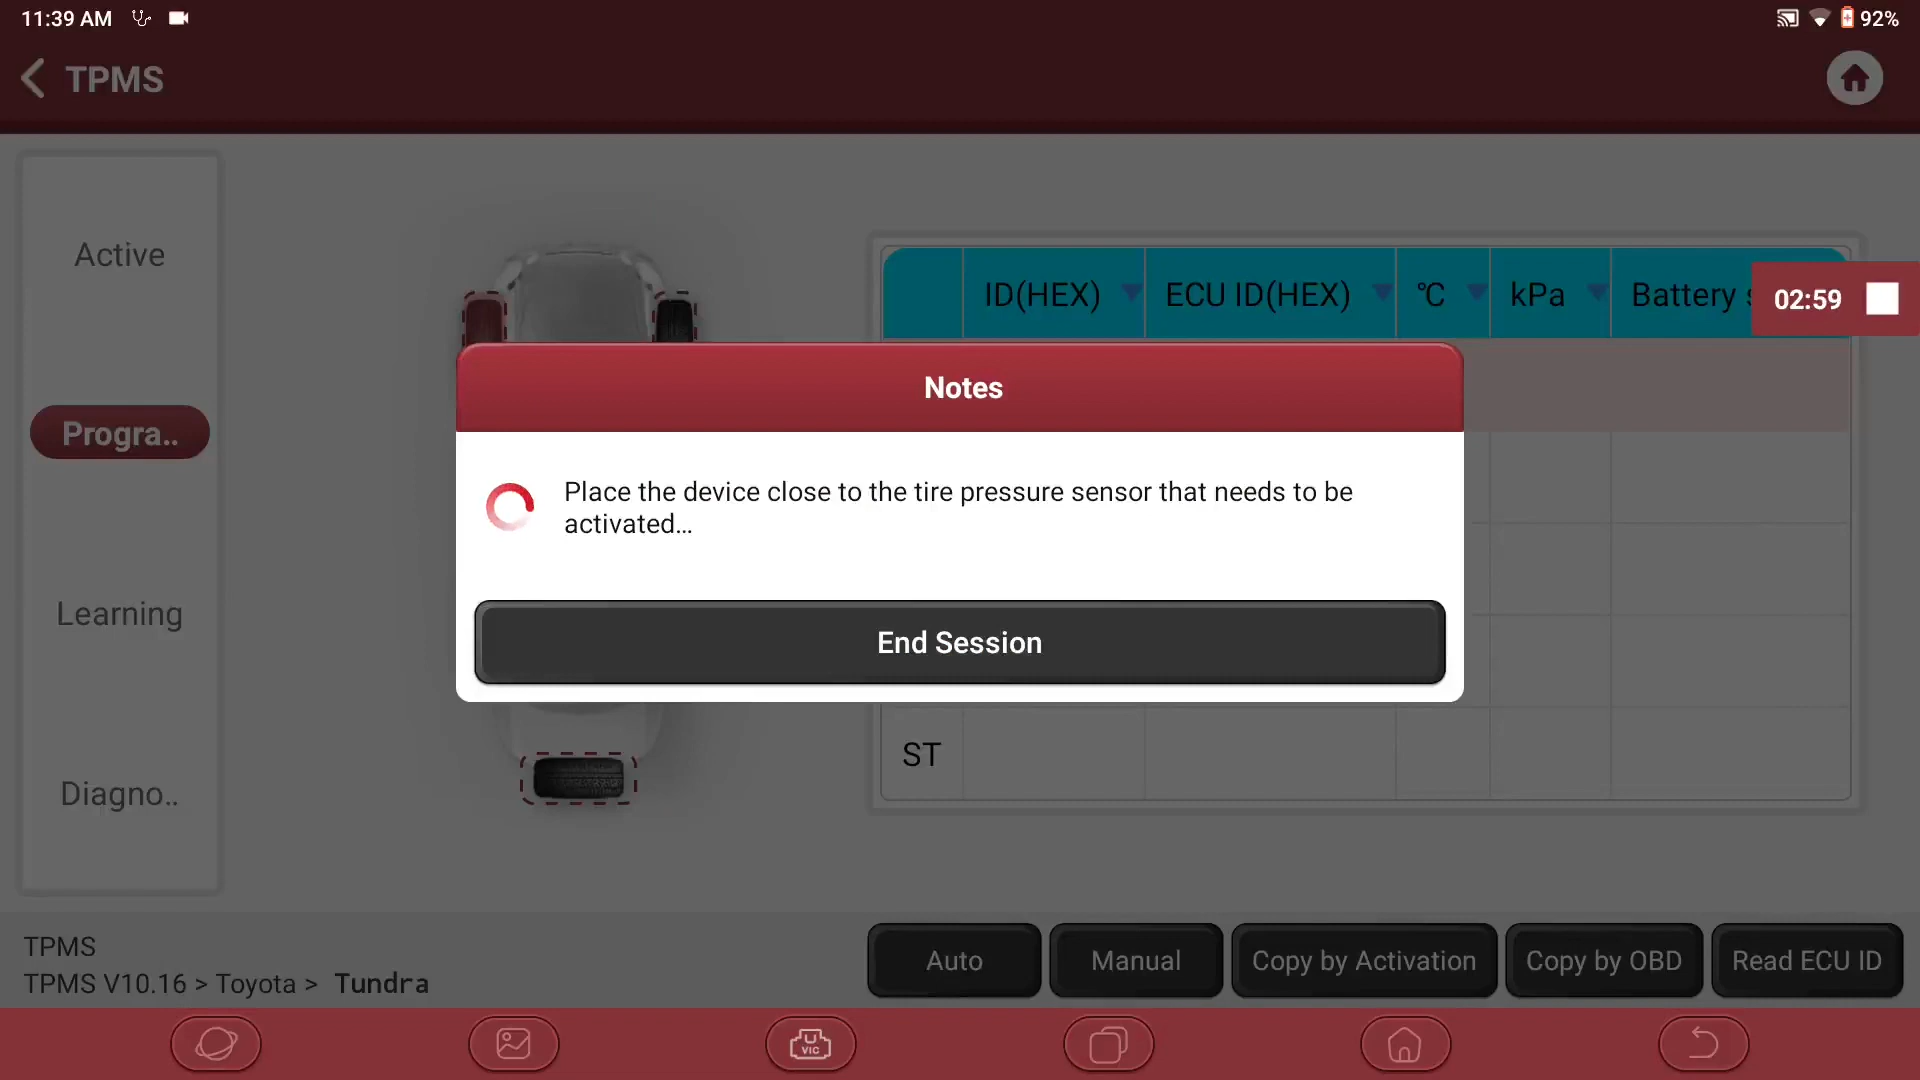 11:39 AM
92%
TPMS
Active
Progra..
Learning
Diagno..
ID(HEX) ECU ID(HEX) ℃ kPa Battery s
02:59
Notes
Place the device close to the tire pressure sensor that needs to be
activated...
End Session
ST
TPMS
TPMS V10.16 > Toyota > Tundra
Auto Manual Copy by Activation Copy by OBD Read ECU ID
VIC